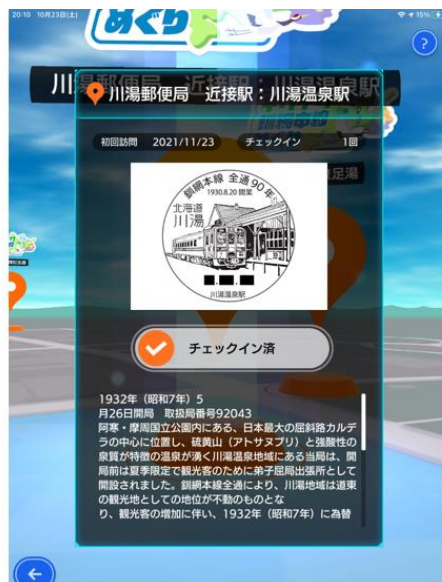 20:10 10月23日(土)
15%
めぐり
?
川湯郵便局 近接駅：川湯温泉駅
初回訪問 2021/11/23 チェックイン 1回
釧網本線 全通90年
1930.8.20 開業
北海道
川湯
川湯温泉駅
チェックイン済
1932年（昭和7年）5
月26日開局 取扱局番号92043
阿寒・摩周国立公園内にある、日本最大の屈斜路カルデ
ラの中心に位置し、硫黄山（アトサヌプリ）と強酸性の
泉質が特徴の温泉が湧く川湯温泉地域にある当局は、開
局前は夏季限定で観光客のために弟子屈局出張所として
開設されました。釧網本線全通により、川湯地域は道東
の観光地としての地位が不動のものとな
り、観光客の増加に伴い、1932年（昭和7年）に為替